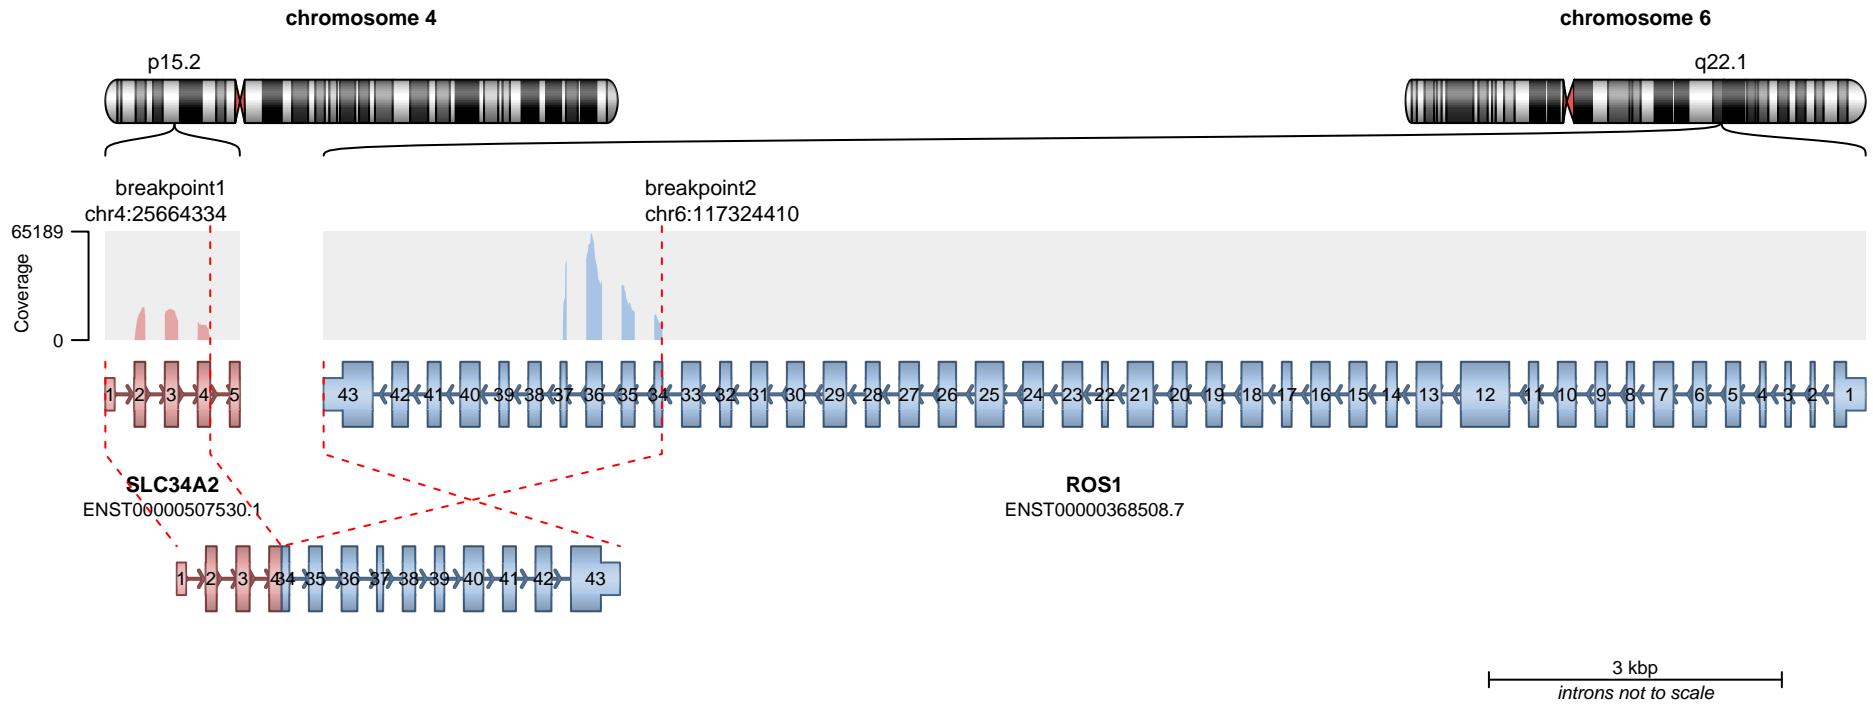 chromosome 4
chromosome 6
p15.2
q22.1
breakpoint1
chr4:25664334
breakpoint2
chr6:117324410
65189
Coverage
0
1 2 3 4 5
43 42 41 40 39 38 37 36 35 34 33 32 31 30 29 28 27 26 25 24 23 22 21 20 19 18 17 16 15 14 13 12 11 10 9 8 7 6 5 4 3 2 1
SLC34A2
ENST00000507530.1
ROS1
ENST00000368508.7
1 2 3 4 34 35 36 37 38 39 40 41 42 43
3 kbp
introns not to scale